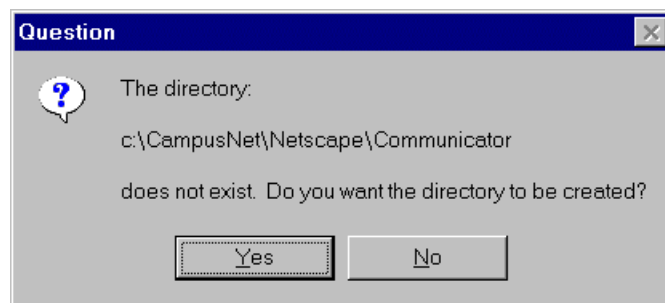 Question
The directory:
c:\CampusNet\Netscape\Communicator
does not exist.  Do you want the directory to be created?
Yes
No